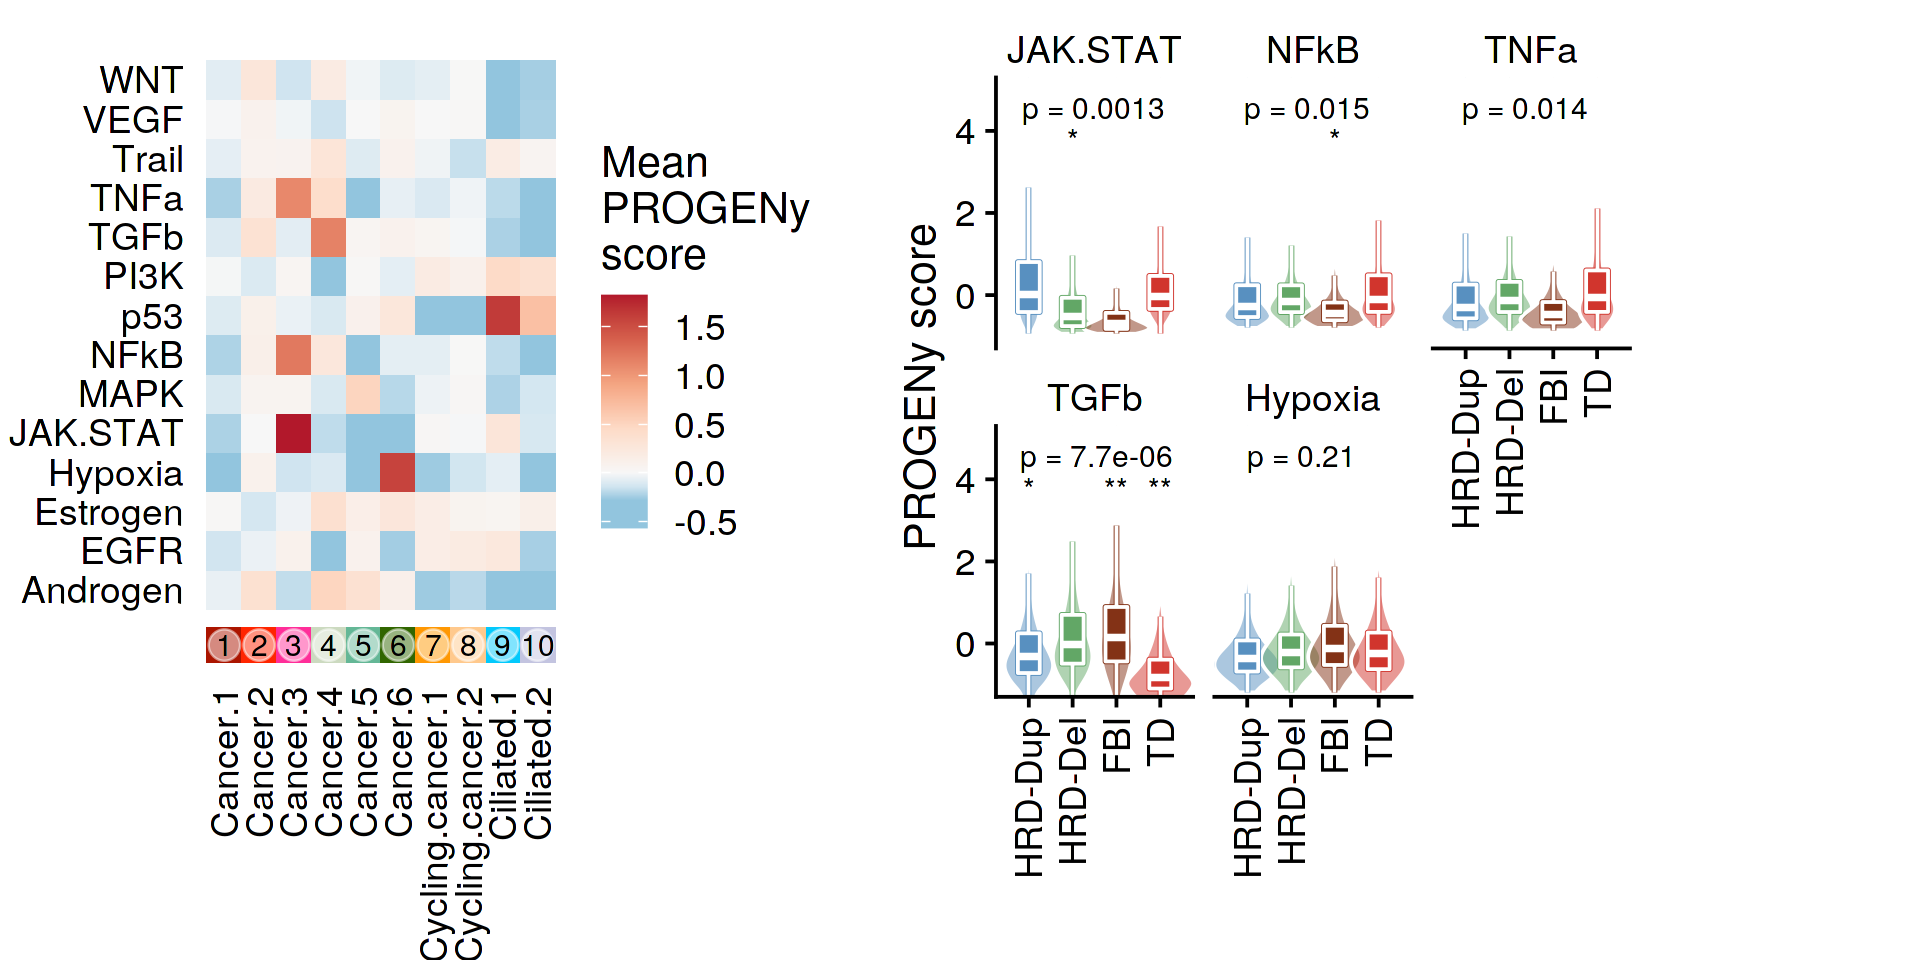 WNT
VEGF
Trail
TNFa
TGFb
PI3K
p53
NFkB
MAPK
JAK.STAT
Hypoxia
Estrogen
EGFR
Androgen
1 2 3 4 5 6 7 8 9 10
Cancer.1
Cancer.2
Cancer.3
Cancer.4
Cancer.5
Cancer.6
Cycling.cancer.1
Cycling.cancer.2
Ciliated.1
Ciliated.2
Mean
PROGENy
score
1.5
1.0
0.5
0.0
-0.5
PROGENy score
JAK.STAT
p = 0.0013
*
4
2
0
NFkB
p = 0.015
*
TNFa
p = 0.014
HRD-Dup
HRD-Del
FBI
TD
TGFb
p = 7.7e-06
* ** **
4
2
0
HRD-Dup
HRD-Del
FBI
TD
Hypoxia
p = 0.21
HRD-Dup
HRD-Del
FBI
TD